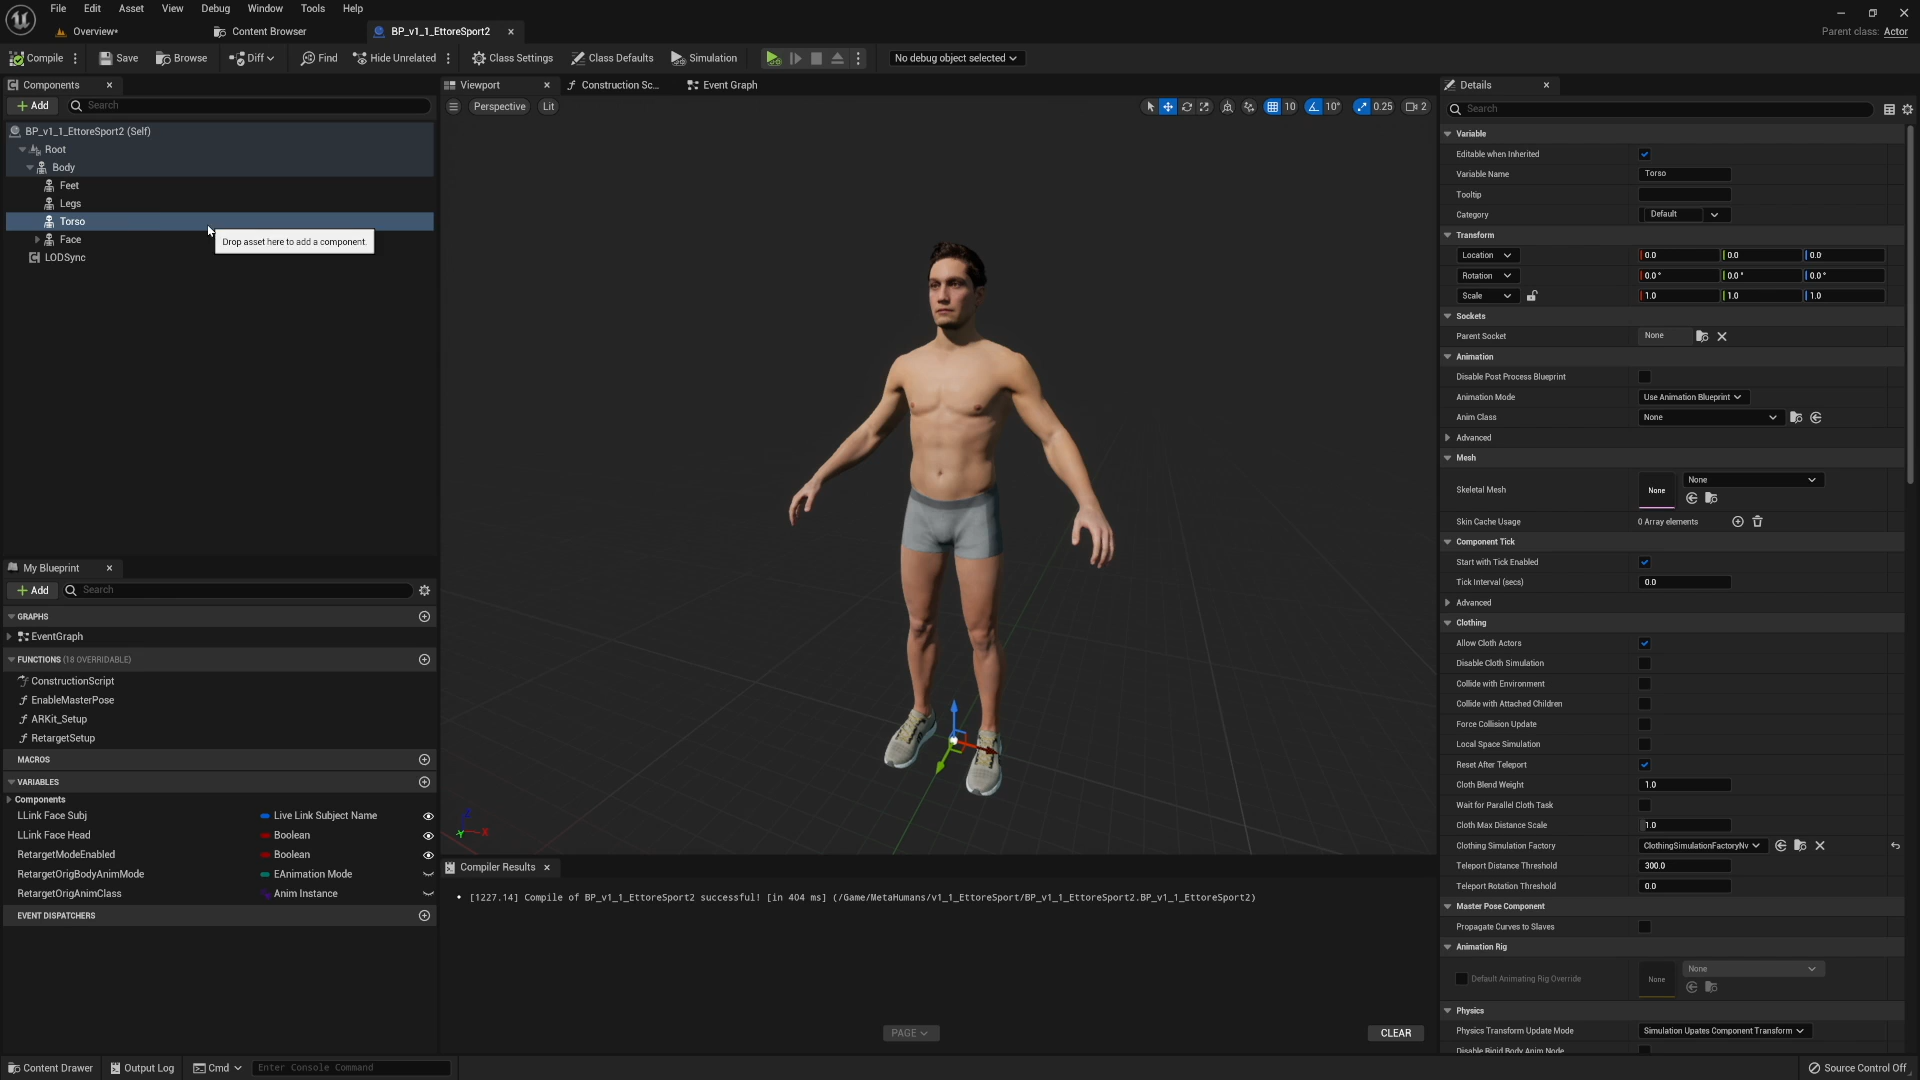 File Edit Asset View Debug Window Tools Help
Overview* Content Browser BP_v1_1_EttoreSport2
Parent class: Actor
Compile Save Browse Diff Find Hide Unrelated Class Settings Class Defaults Simulation No debug object selected
Components
Add Search
BP_v1_1_EttoreSport2 (Self)
Root
Body
Feet
Legs
Torso
Face
LODSync
Drop asset here to add a component.
My Blueprint
Add Search
GRAPHS
EventGraph
FUNCTIONS (18 OVERRIDABLE)
ConstructionScript
EnableMasterPose
ARKit_Setup
RetargetSetup
MACROS
VARIABLES
Components
LLink Face Subj Live Link Subject Name
LLink Face Head Boolean
RetargetModeEnabled Boolean
RetargetOrigBodyAnimMode EAnimation Mode
RetargetOrigAnimClass Anim Instance
EVENT DISPATCHERS
Viewport Construction Sc... Event Graph
Perspective Lit
10 10° 0.25 2
Z
Y X
Compiler Results
[1227.14] Compile of BP_v1_1_EttoreSport2 successful! [in 404 ms] (/Game/MetaHumans/v1_1_EttoreSport/BP_v1_1_EttoreSport2.BP_v1_1_EttoreSport2)
PAGE
CLEAR
Details
Search
Variable
Editable when Inherited
Variable Name Torso
Tooltip
Category Default
Transform
Location 0.0 0.0 0.0
Rotation 0.0 ° 0.0 ° 0.0 °
Scale 1.0 1.0 1.0
Sockets
Parent Socket None
Animation
Disable Post Process Blueprint
Animation Mode Use Animation Blueprint
Anim Class None
Advanced
Mesh
Skeletal Mesh None None
Skin Cache Usage 0 Array elements
Component Tick
Start with Tick Enabled
Tick Interval (secs) 0.0
Advanced
Clothing
Allow Cloth Actors
Disable Cloth Simulation
Collide with Environment
Collide with Attached Children
Force Collision Update
Local Space Simulation
Reset After Teleport
Cloth Blend Weight 1.0
Wait for Parallel Cloth Task
Cloth Max Distance Scale 1.0
Clothing Simulation Factory ClothingSimulationFactoryNv
Teleport Distance Threshold 300.0
Teleport Rotation Threshold 0.0
Master Pose Component
Propagate Curves to Slaves
Animation Rig
Default Animating Rig Override None None
Physics
Physics Transform Update Mode Simulation Upates Component Transform
Disable Rigid Body Anim Node
Content Drawer Output Log Cmd Enter Console Command
Source Control Off